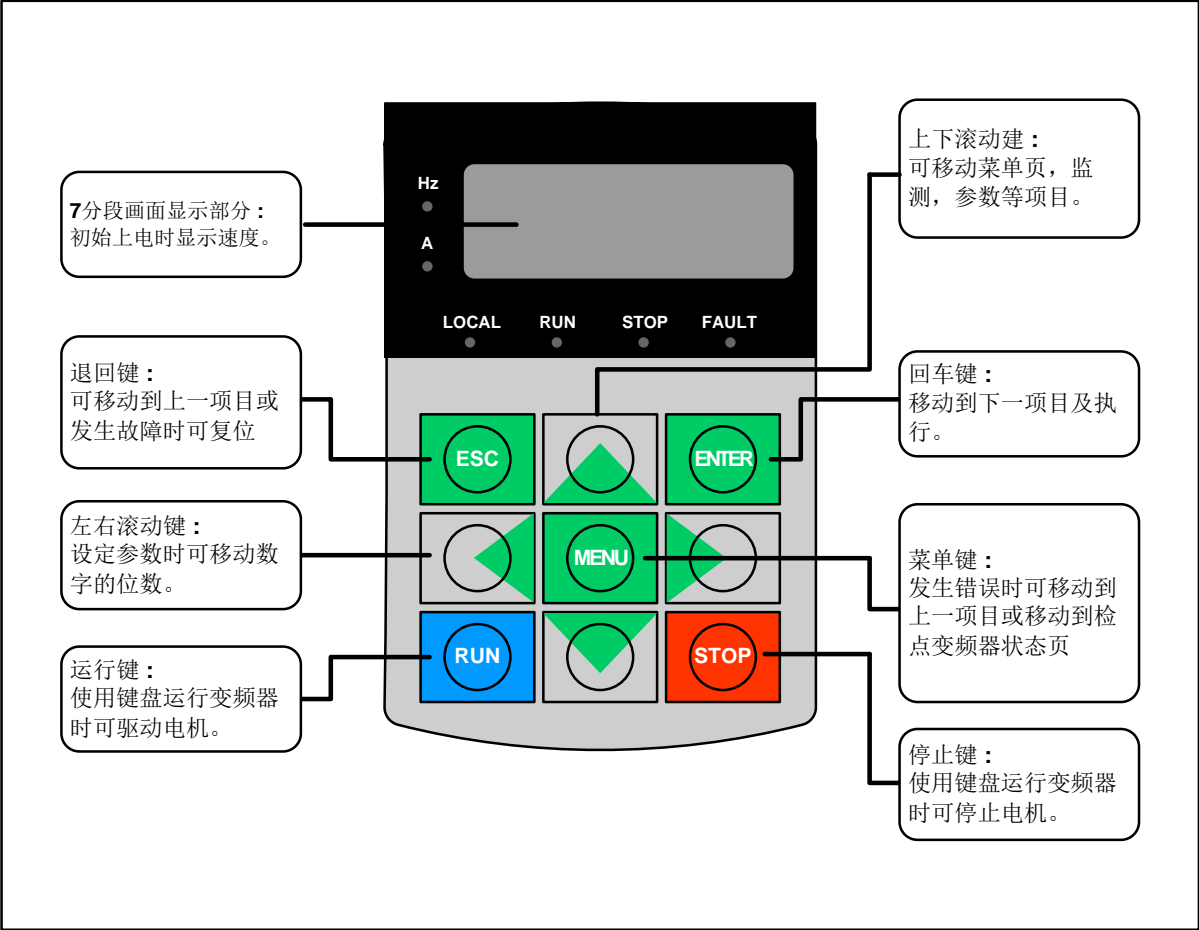 上下滚动建：
可移动菜单页，监
测，参数等项目。
7分段画面显示部分：
初始上电时显示速度。
Hz
A
LOCAL RUN STOP FAULT
退回键：
可移动到上一项目或
发生故障时可复位
回车键：
移动到下一项目及执
行。
ESC
ENTER
左右滚动键：
设定参数时可移动数
字的位数。
MENU
菜单键：
发生错误时可移动到
上一项目或移动到检
点变频器状态页
运行键：
使用键盘运行变频器
时可驱动电机。
RUN
STOP
停止键：
使用键盘运行变频器
时可停止电机。